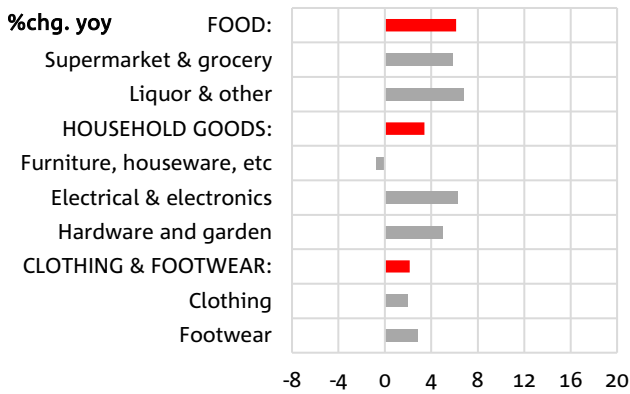 %chg. yoy
FOOD:
Supermarket & grocery
Liquor & other
HOUSEHOLD GOODS:
Furniture, houseware, etc
Electrical & electronics
Hardware and garden
CLOTHING & FOOTWEAR:
Clothing
Footwear
-8 -4 0 4 8 12 16 20